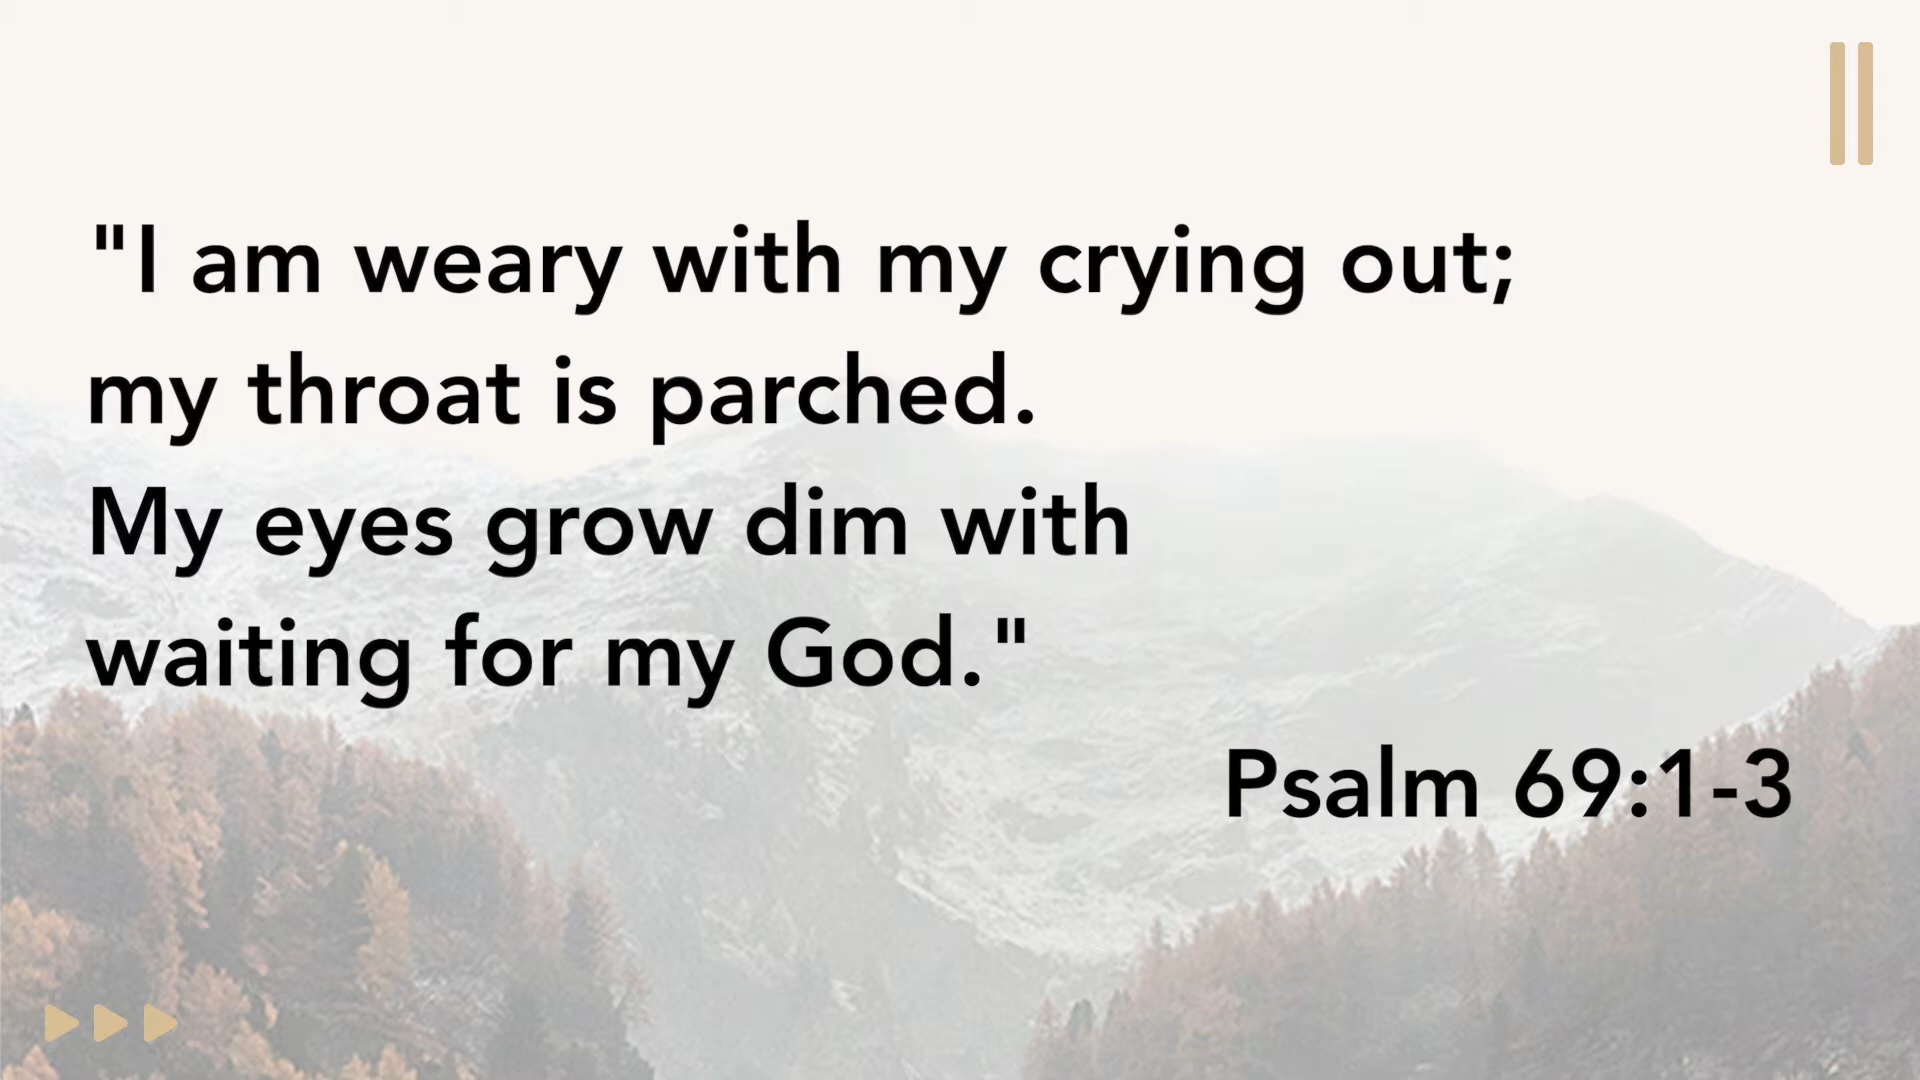 "I am weary with my crying out;
my throat is parched.
My eyes grow dim with
waiting for my God."
Psalm 69:1-3